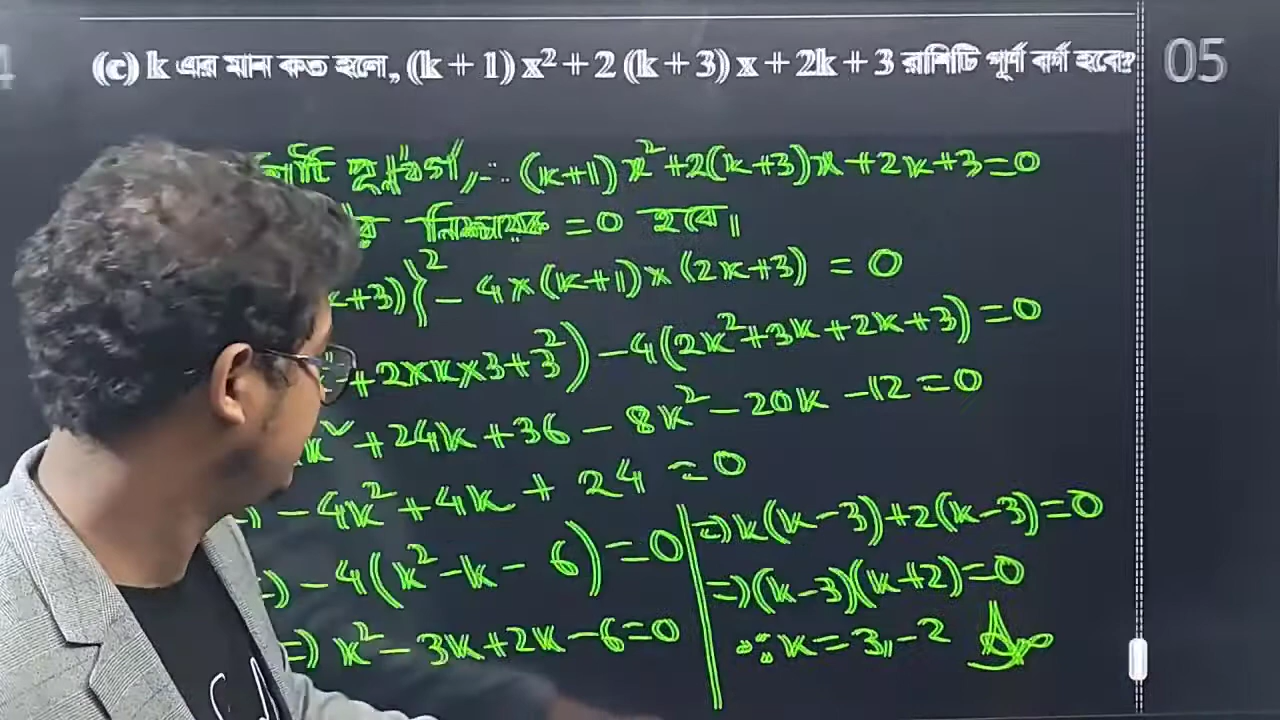 4
(c) k এর মান কত হলে, (k + 1) x² + 2 (k + 3) x + 2k + 3 রাশিটি পূর্ণ বর্গ হবে?
05
(k+1)x²+2(k+3)x+2k+3=0
নিশ্চায়ক =0 হবে।
k+3)}² - 4×(k+1)×(2k+3) = 0
+2×k×3+3²) -4(2k²+3k+2k+3)=0
k²+24k+36 - 8k²-20k -12=0
-4k²+4k+24 =0
=) -4(k²-k-6)=0
=) k²-3k+2k-6=0
=) k(k-3)+2(k-3)=0
=) (k-3)(k+2)=0
∴ k=3,-2 Ans